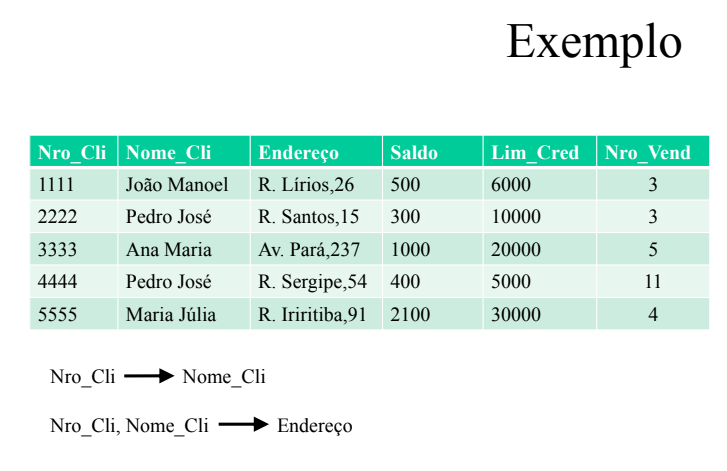 Exemplo
Nro_Cli Nome_Cli Endereço Saldo Lim_Cred Nro_Vend
1111 João Manoel R. Lírios,26 500 6000 3
2222 Pedro José R. Santos,15 300 10000 3
3333 Ana Maria Av. Pará,237 1000 20000 5
4444 Pedro José R. Sergipe,54 400 5000 11
5555 Maria Júlia R. Iriritiba,91 2100 30000 4
Nro_Cli Nome_Cli
Nro_Cli, Nome_Cli Endereço